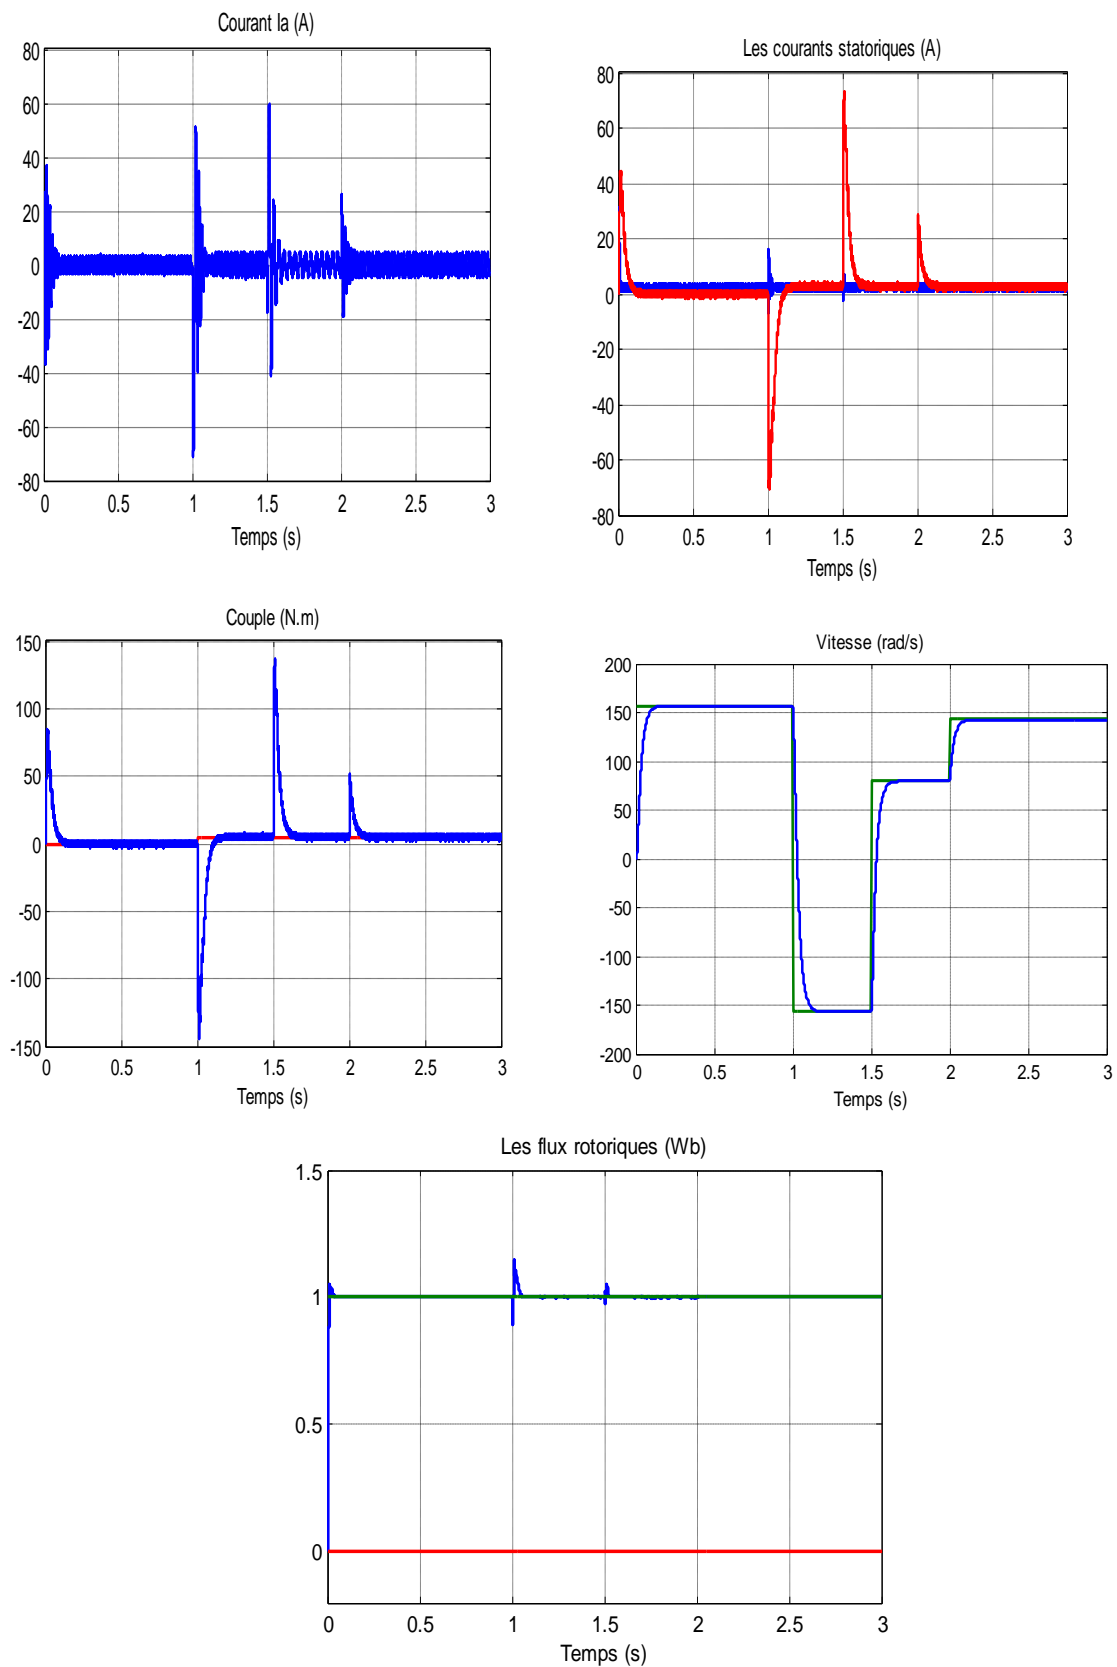 Courant Ia (A)
80
60
40
20
0
-20
-40
-60
-80
0 0.5 1 1.5 2 2.5 3
Temps (s)
Les courants statoriques (A)
80
60
40
20
0
-20
-40
-60
-80
0 0.5 1 1.5 2 2.5 3
Temps (s)
Couple (N.m)
150
100
50
0
-50
-100
-150
0 0.5 1 1.5 2 2.5 3
Temps (s)
Vitesse (rad/s)
200
150
100
50
0
-50
-100
-150
-200
0 0.5 1 1.5 2 2.5 3
Temps (s)
Les flux rotoriques (Wb)
1.5
1
0.5
0
0 0.5 1 1.5 2 2.5 3
Temps (s)